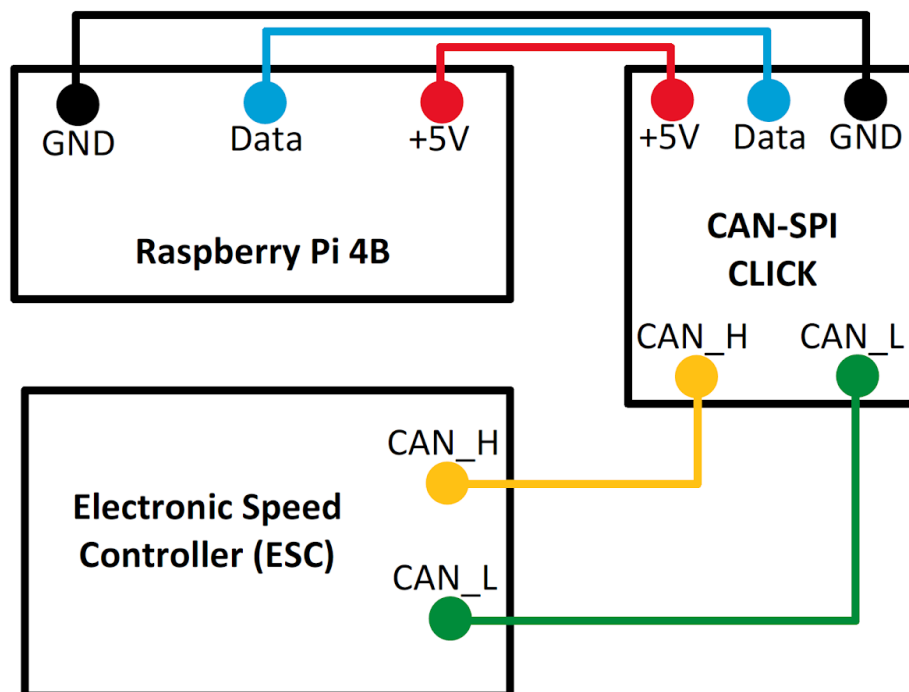 GND
Data
+5V
Raspberry Pi 4B
+5V
Data
GND
CAN-SPI
CLICK
CAN_H
CAN_L
Electronic Speed
Controller (ESC)
CAN_H
CAN_L